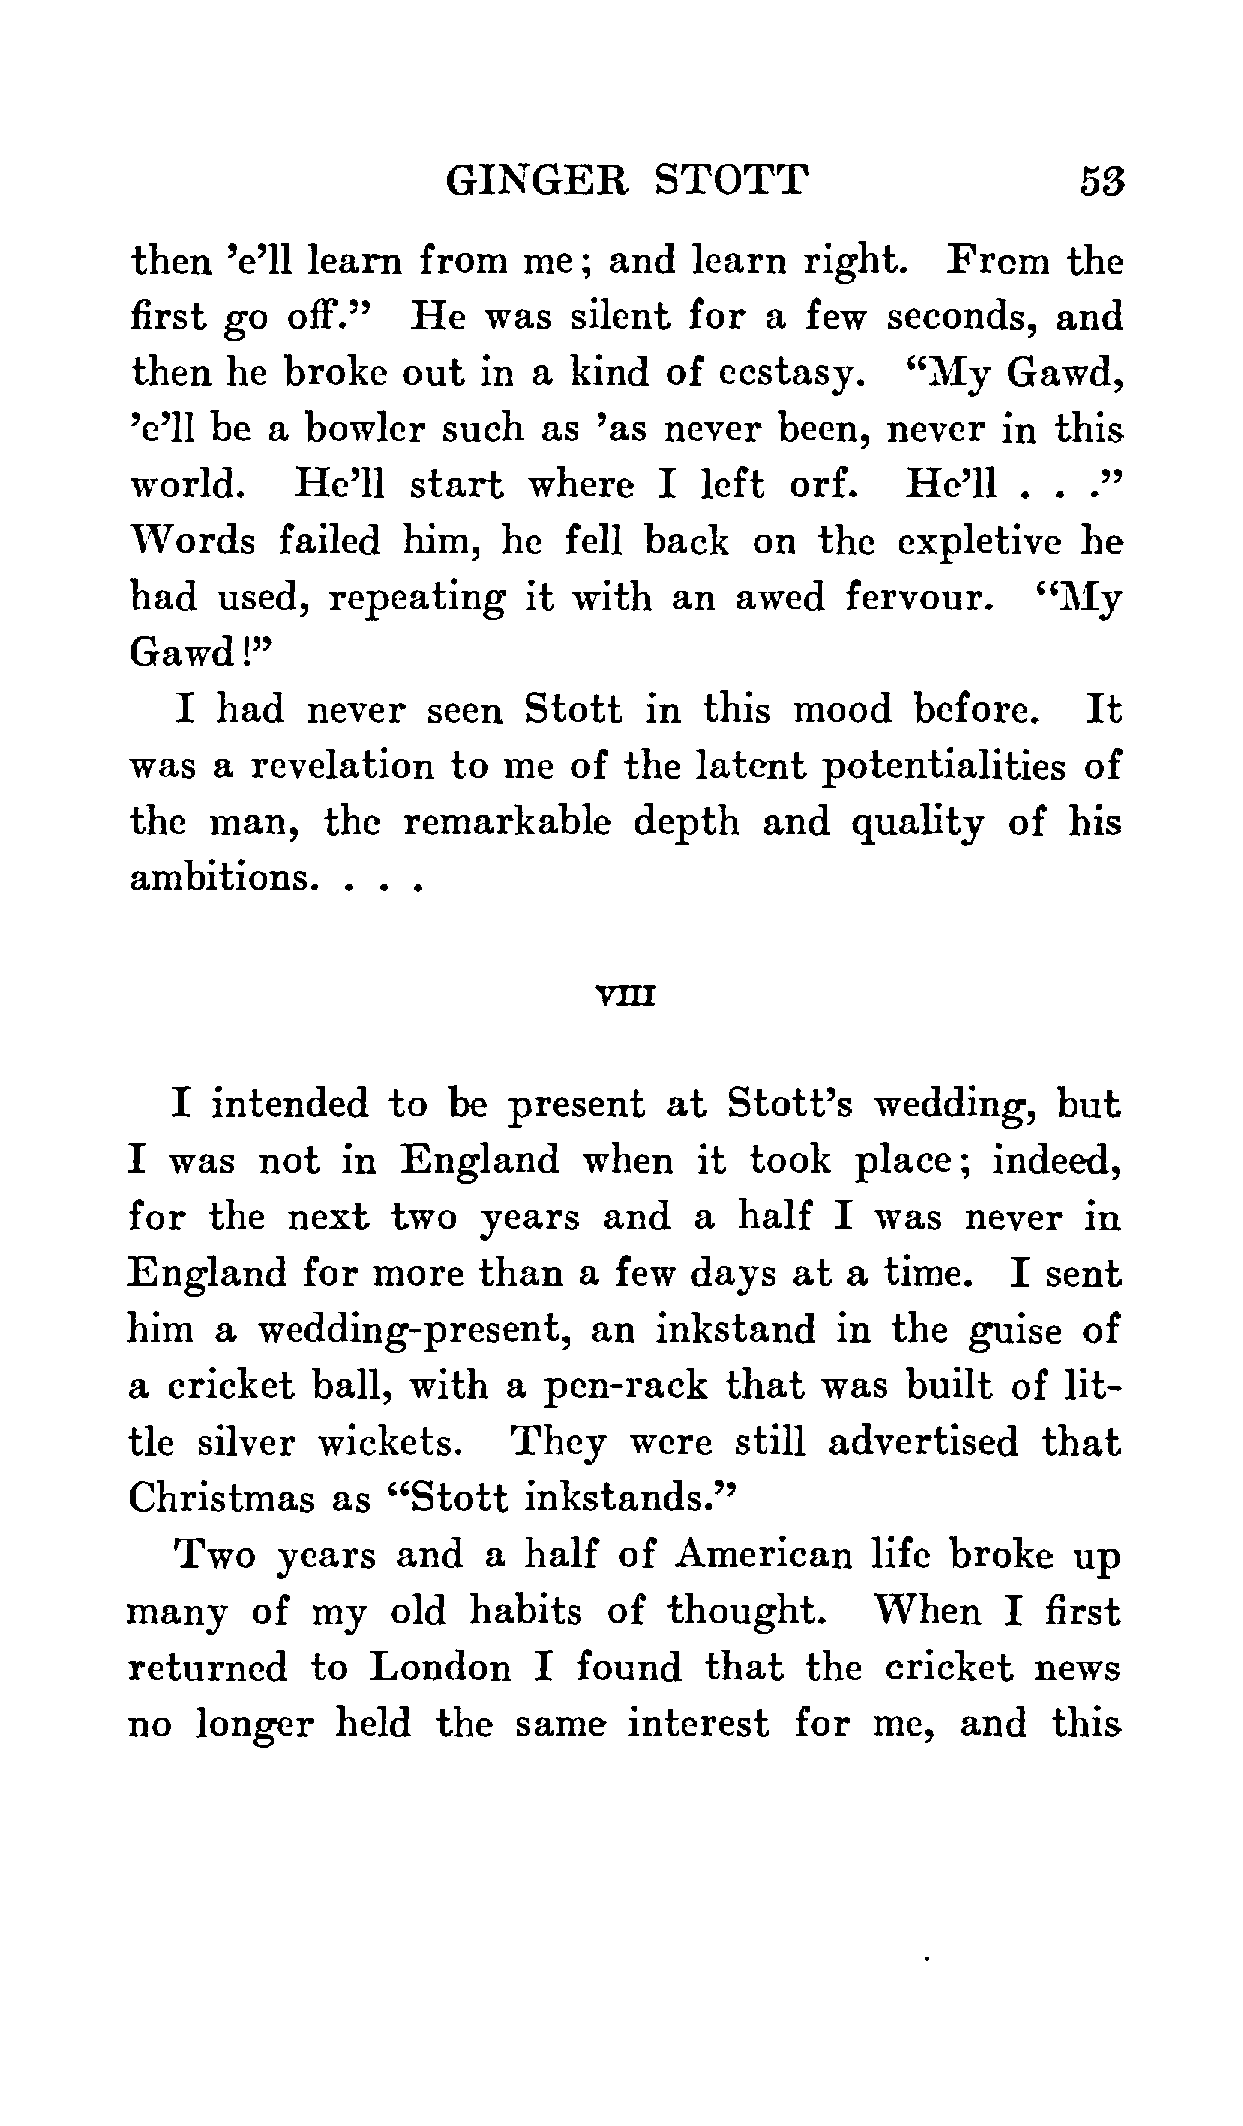 GINGER STOTT 53
then 'e'll learn from me; and learn right. From the
first go off." He was silent for a few seconds, and
then he broke out in a kind of ecstasy. "My Gawd,
'e'll be a bowler such as 'as never been, never in this
world. He'll start where I left orf. He'll . . ."
Words failed him, he fell back on the expletive he
had used, repeating it with an awed fervour. "My
Gawd!"
I had never seen Stott in this mood before. It
was a revelation to me of the latent potentialities of
the man, the remarkable depth and quality of his
ambitions. . . .
VIII
I intended to be present at Stott's wedding, but
I was not in England when it took place; indeed,
for the next two years and a half I was never in
England for more than a few days at a time. I sent
him a wedding-present, an inkstand in the guise of
a cricket ball, with a pen-rack that was built of lit-
tle silver wickets. They were still advertised that
Christmas as "Stott inkstands."
Two years and a half of American life broke up
many of my old habits of thought. When I first
returned to London I found that the cricket news
no longer held the same interest for me, and this